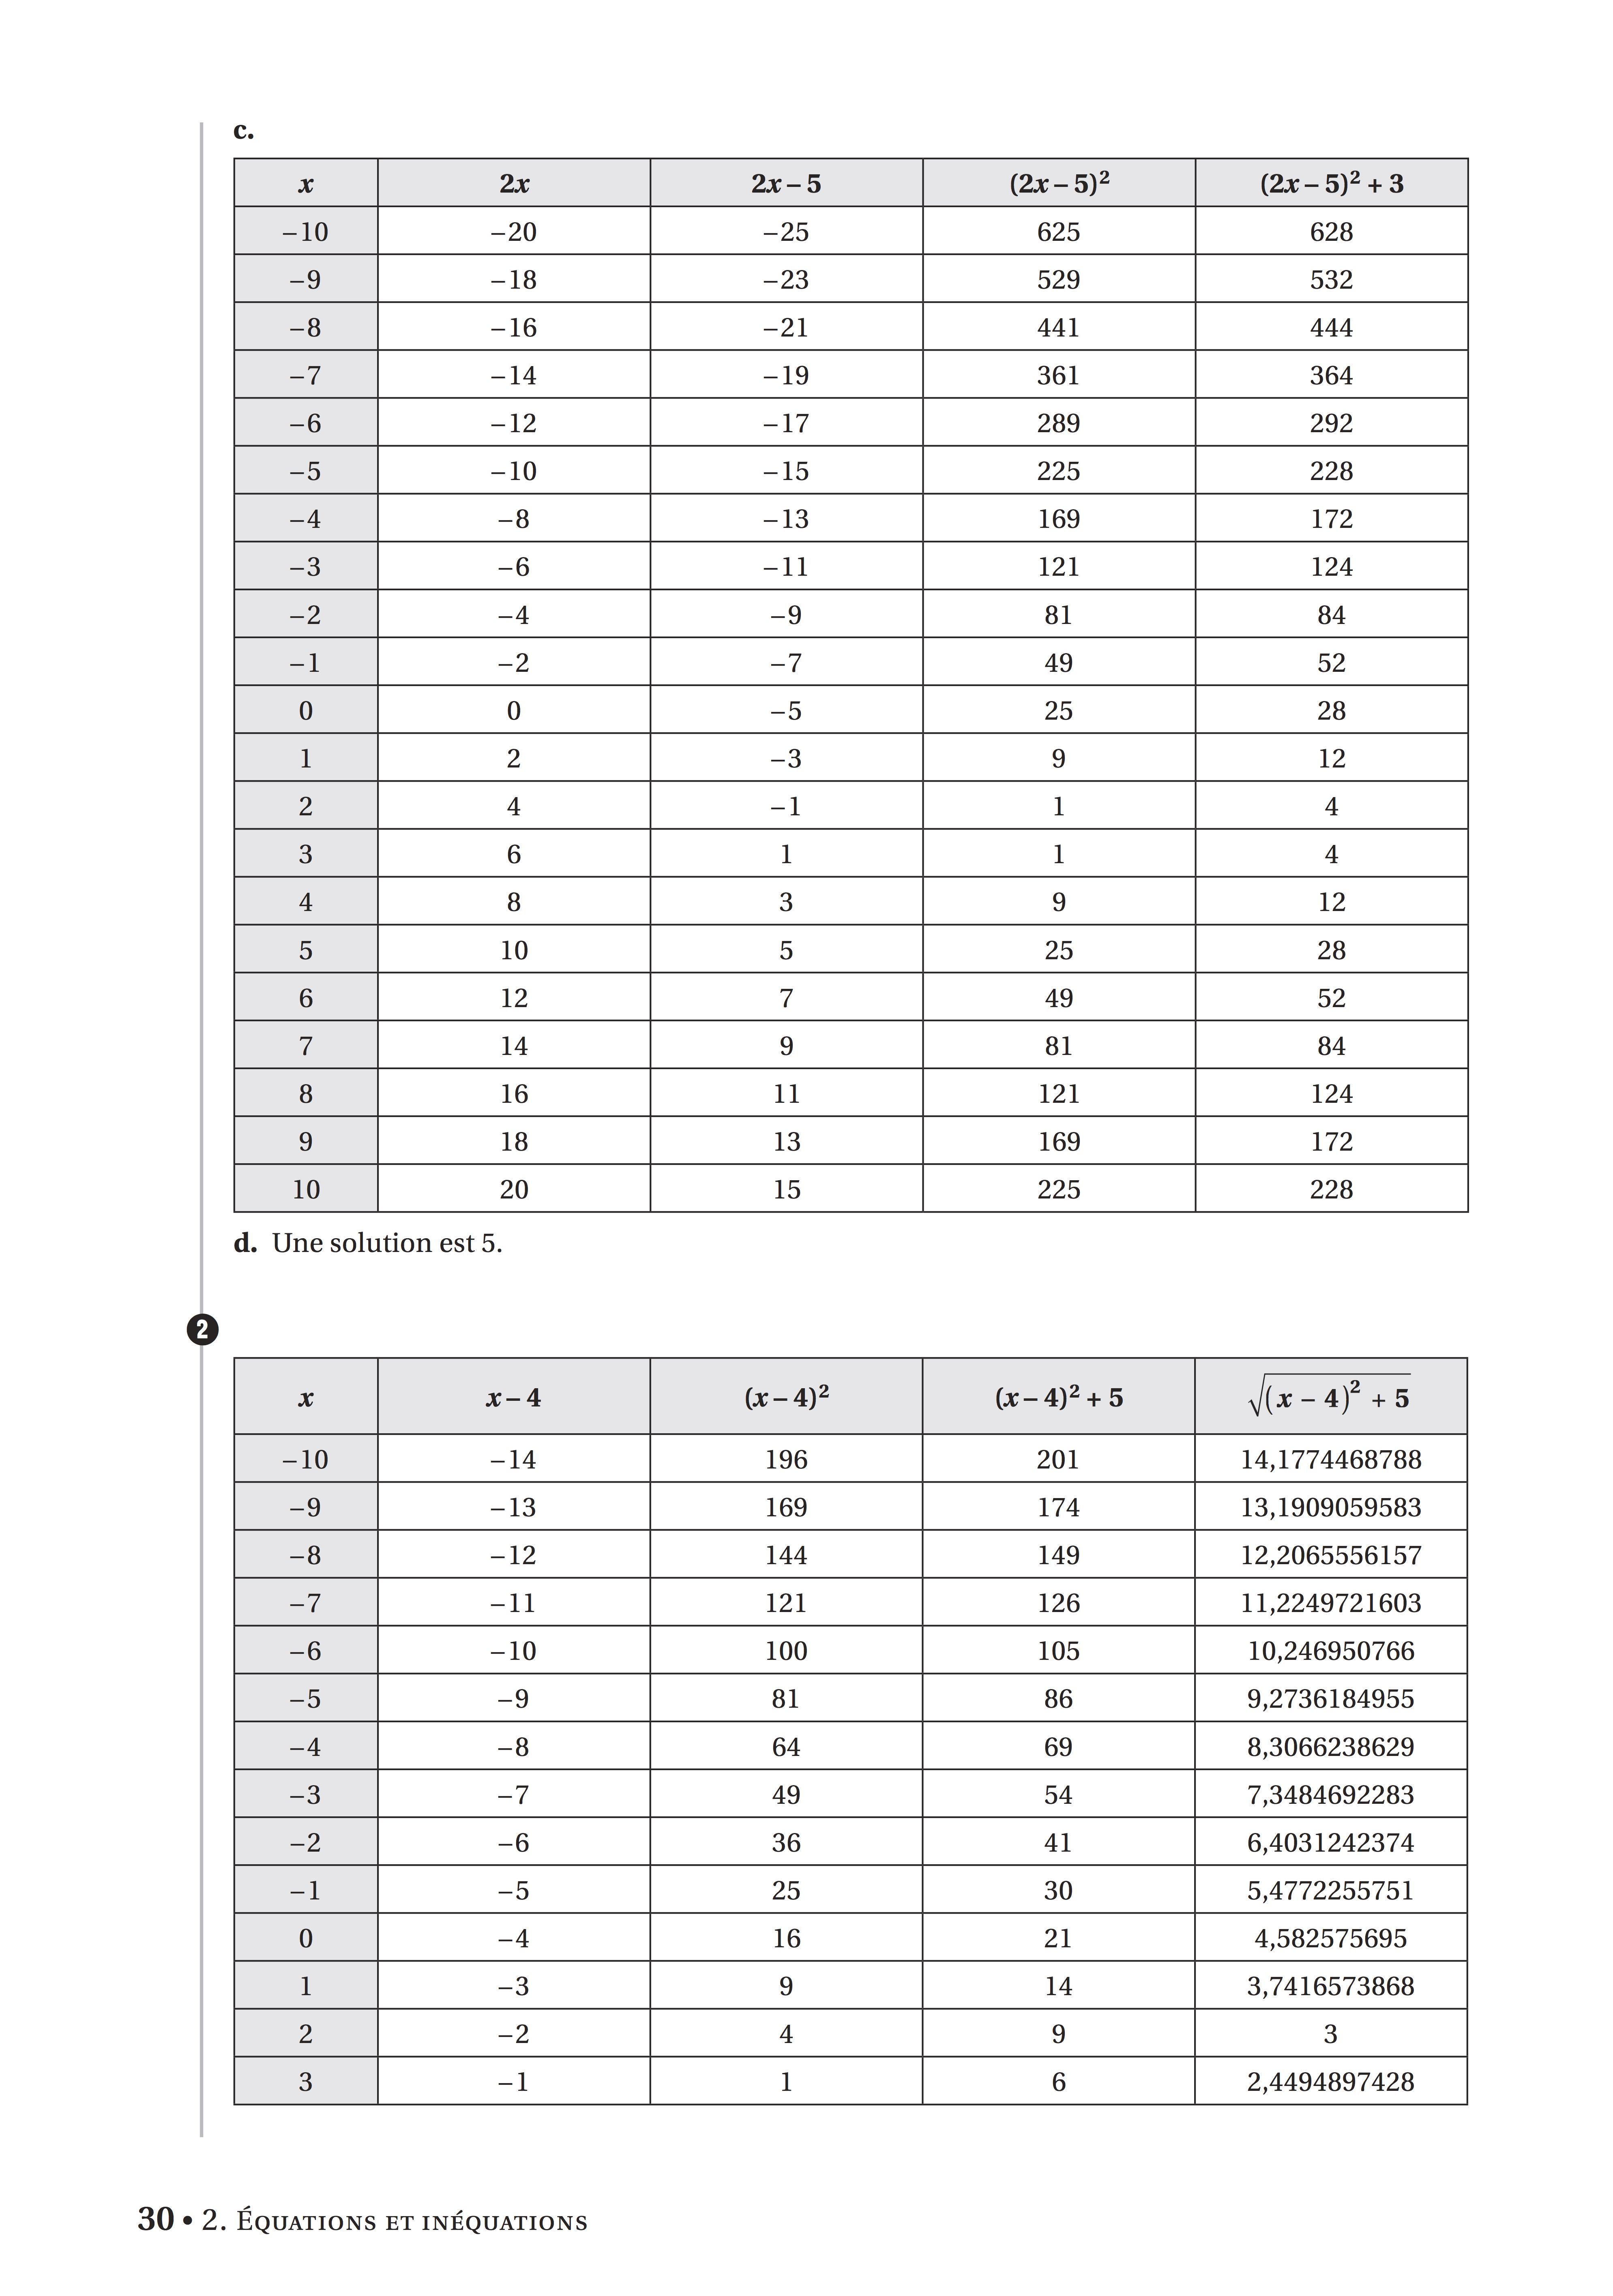 c.
x 2x 2x – 5 (2x – 5)² (2x – 5)² + 3
–10 –20 –25 625 628
–9 –18 –23 529 532
–8 –16 –21 441 444
–7 –14 –19 361 364
–6 –12 –17 289 292
–5 –10 –15 225 228
–4 –8 –13 169 172
–3 –6 –11 121 124
–2 –4 –9 81 84
–1 –2 –7 49 52
0 0 –5 25 28
1 2 –3 9 12
2 4 –1 1 4
3 6 1 1 4
4 8 3 9 12
5 10 5 25 28
6 12 7 49 52
7 14 9 81 84
8 16 11 121 124
9 18 13 169 172
10 20 15 225 228
d. Une solution est 5.
2
x x – 4 (x – 4)² (x – 4)² + 5 √((x – 4)² + 5)
–10 –14 196 201 14,1774468788
–9 –13 169 174 13,1909059583
–8 –12 144 149 12,2065556157
–7 –11 121 126 11,2249721603
–6 –10 100 105 10,246950766
–5 –9 81 86 9,2736184955
–4 –8 64 69 8,3066238629
–3 –7 49 54 7,3484692283
–2 –6 36 41 6,4031242374
–1 –5 25 30 5,4772255751
0 –4 16 21 4,582575695
1 –3 9 14 3,7416573868
2 –2 4 9 3
3 –1 1 6 2,4494897428
30 • 2. ÉQUATIONS ET INÉQUATIONS